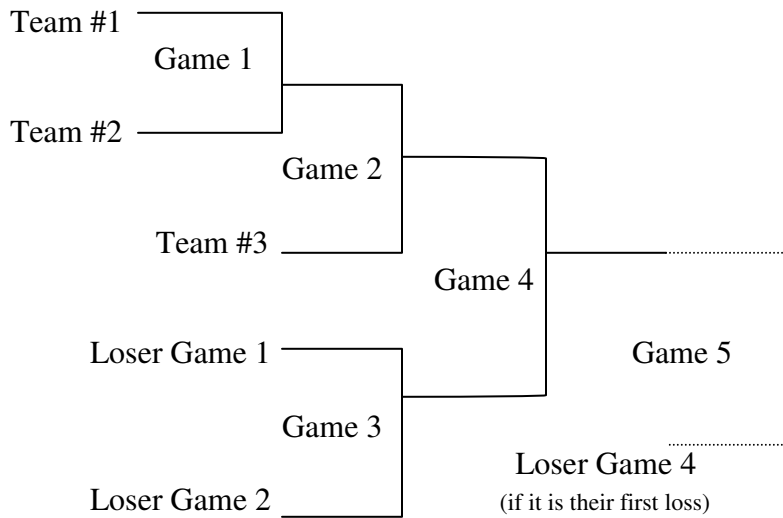 Team #1
Game 1
Team #2
Game 2
Team #3
Game 4
Loser Game 1
Game 5
Game 3
Loser Game 4
(if it is their first loss)
Loser Game 2